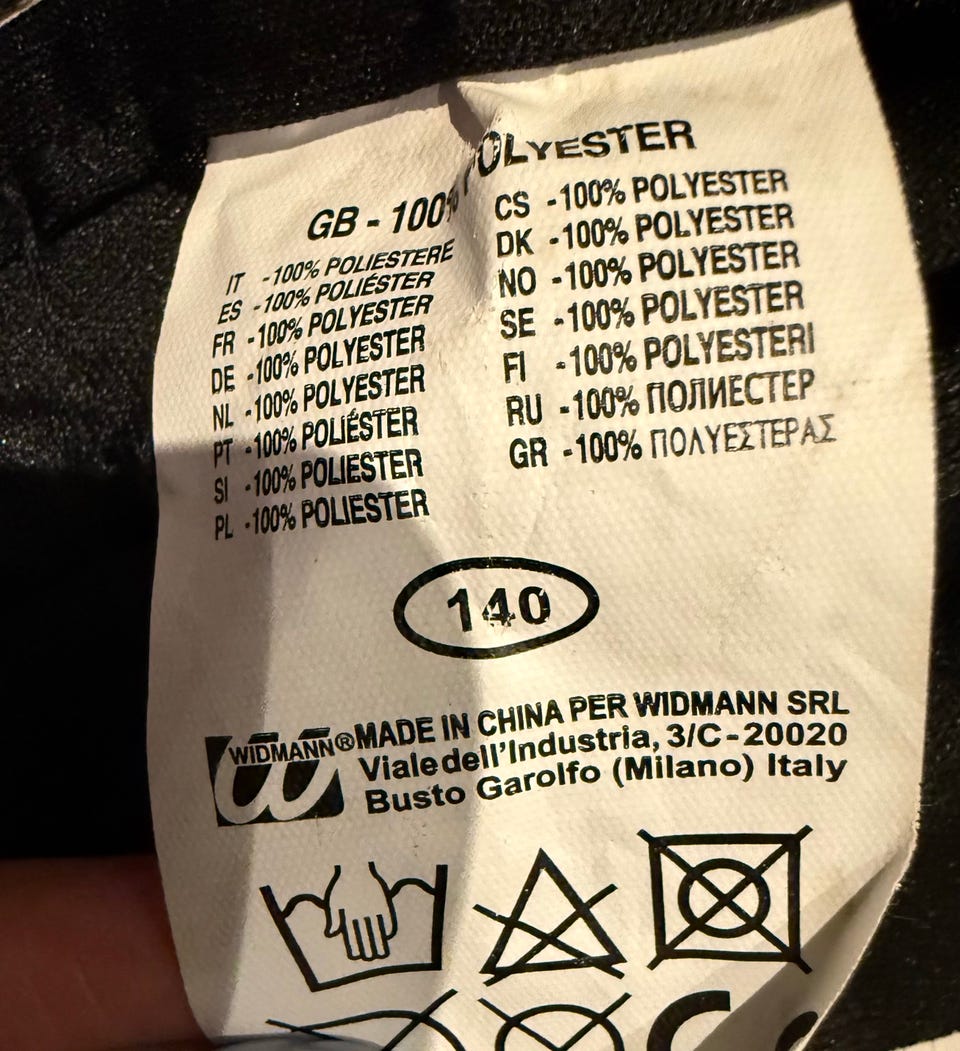 GB - 100% POLYESTER
IT -100% POLIESTERE
ES -100% POLIÉSTER
FR -100% POLYESTER
DE -100% POLYESTER
NL -100% POLYESTER
PT -100% POLIÉSTER
SI -100% POLIESTER
PL -100% POLIESTER
CS -100% POLYESTER
DK -100% POLYESTER
NO -100% POLYESTER
SE -100% POLYESTER
FI -100% POLYESTERI
RU -100% ПОЛИЕСТЕР
GR -100% ΠΟΛΥΕΣΤΕΡΑΣ
140
WIDMANN®
MADE IN CHINA PER WIDMANN SRL
Viale dell'Industria, 3/C-20020
Busto Garolfo (Milano) Italy